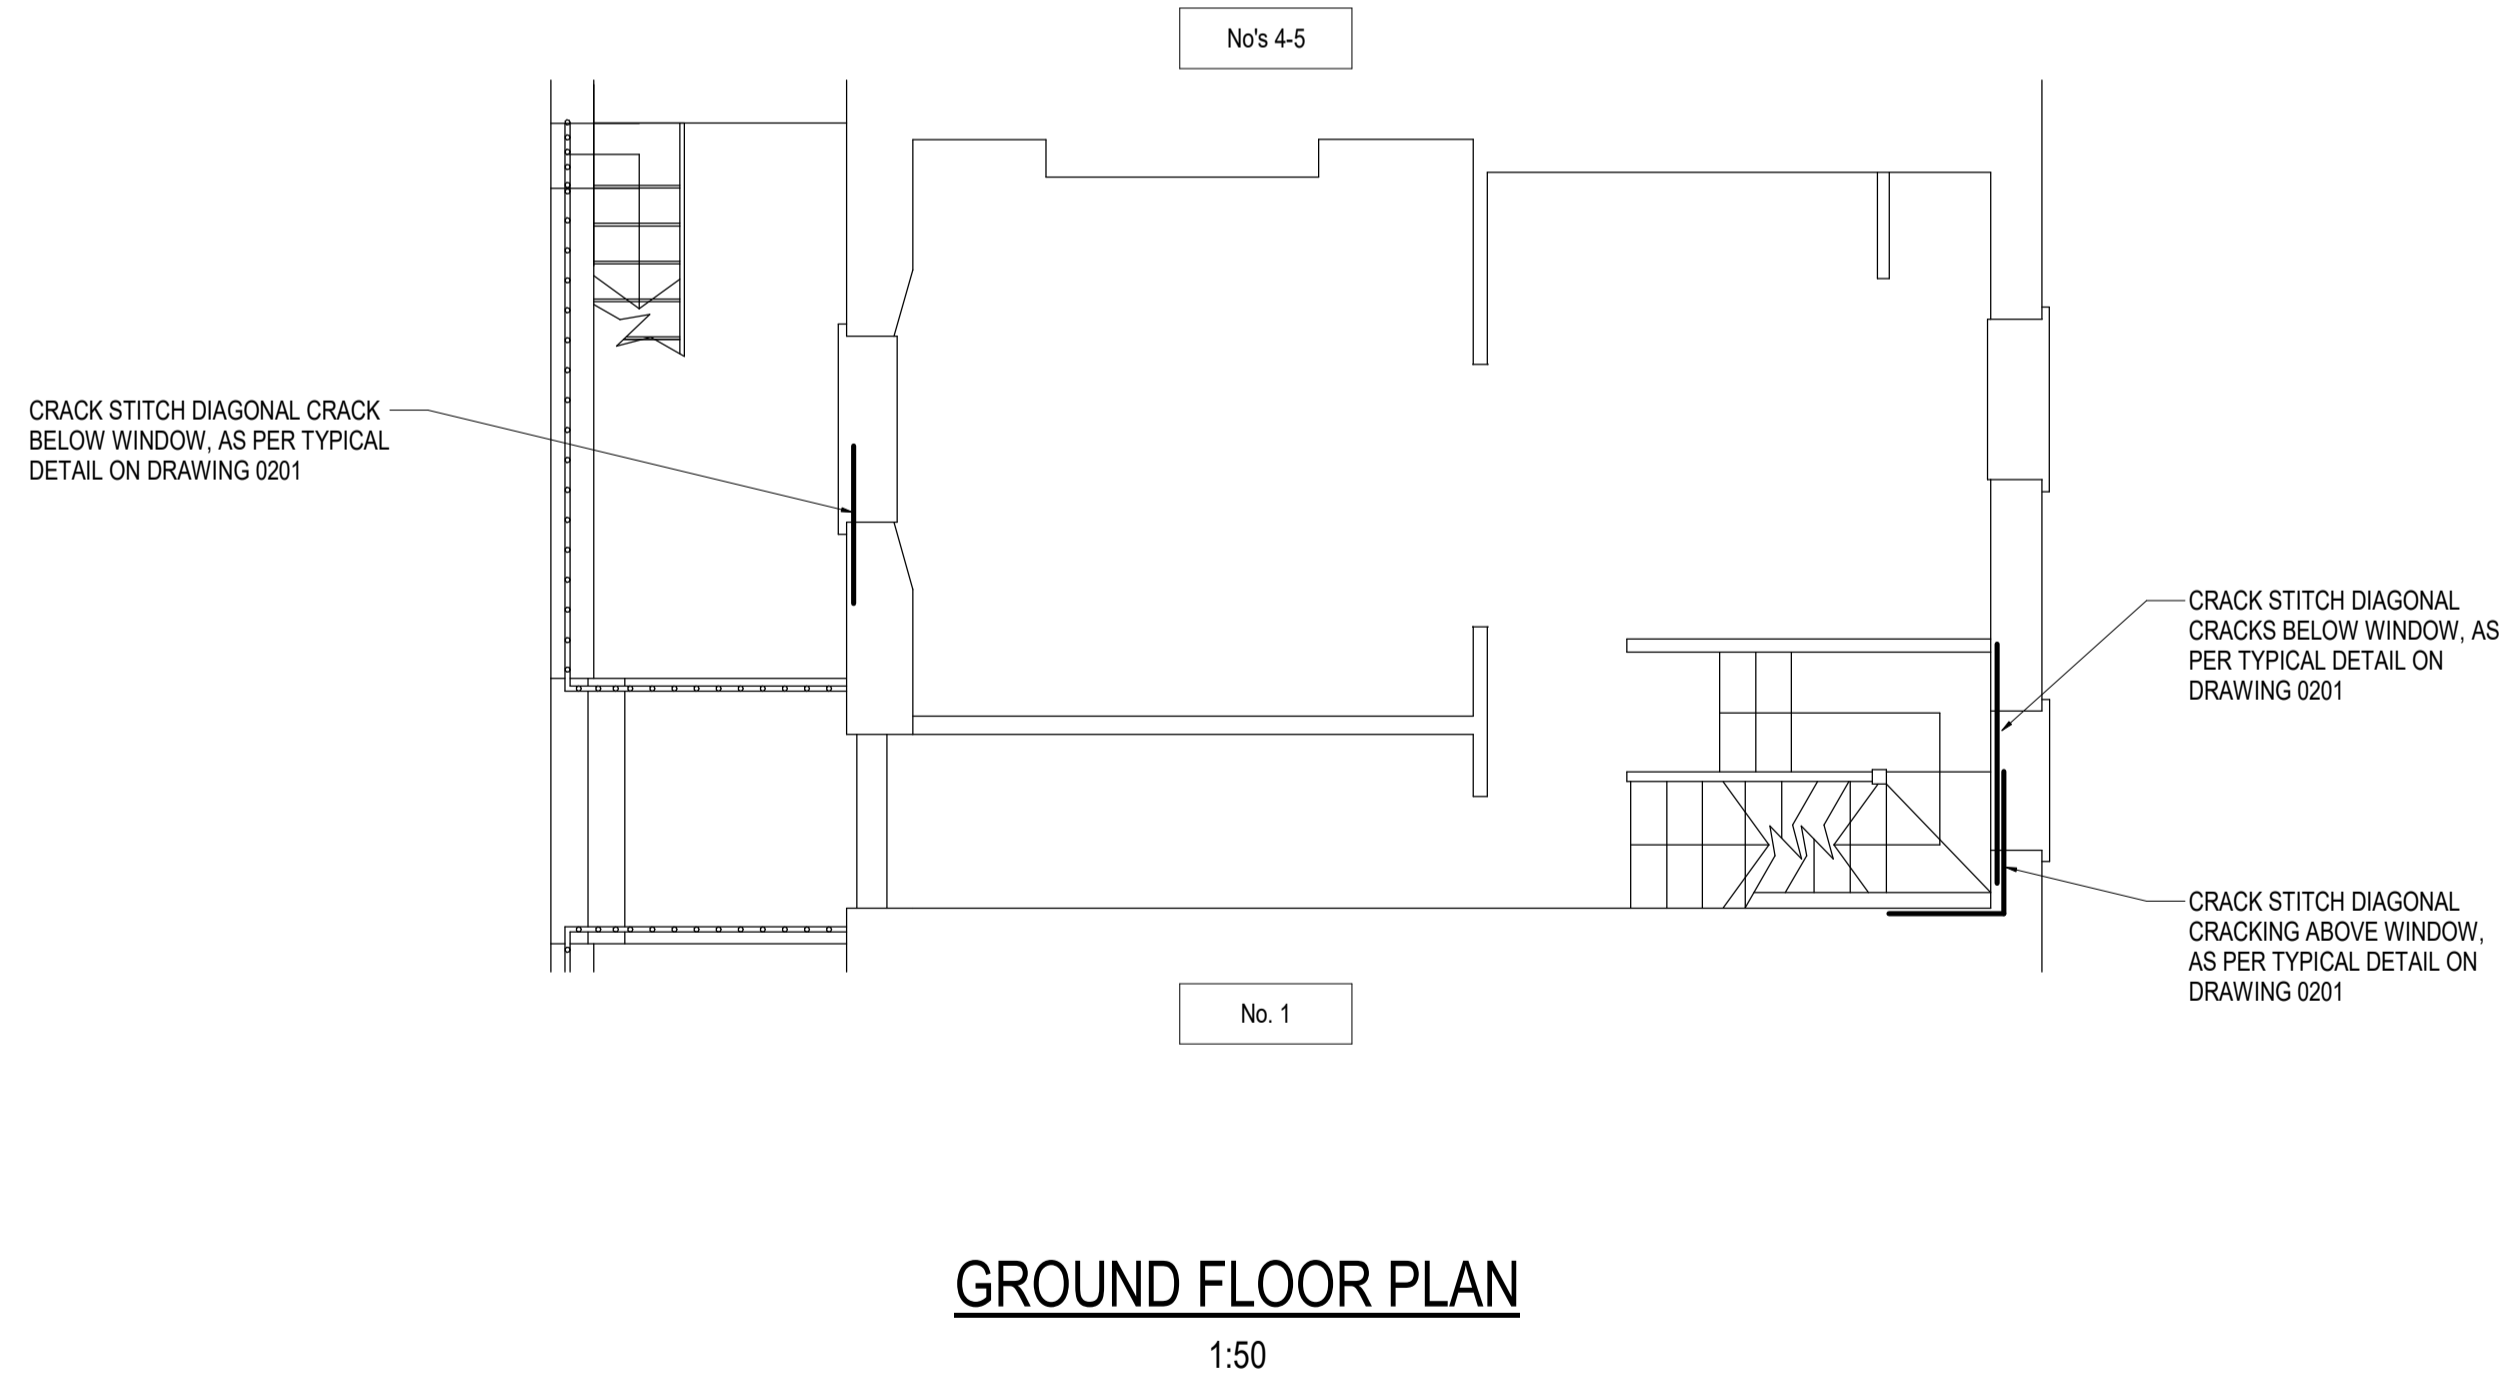 No's 4-5
CRACK STITCH DIAGONAL CRACK
BELOW WINDOW, AS PER TYPICAL
DETAIL ON DRAWING 0201
CRACK STITCH DIAGONAL
CRACKS BELOW WINDOW, AS
PER TYPICAL DETAIL ON
DRAWING 0201
CRACK STITCH DIAGONAL
CRACKING ABOVE WINDOW,
AS PER TYPICAL DETAIL ON
DRAWING 0201
No. 1
GROUND FLOOR PLAN
1:50